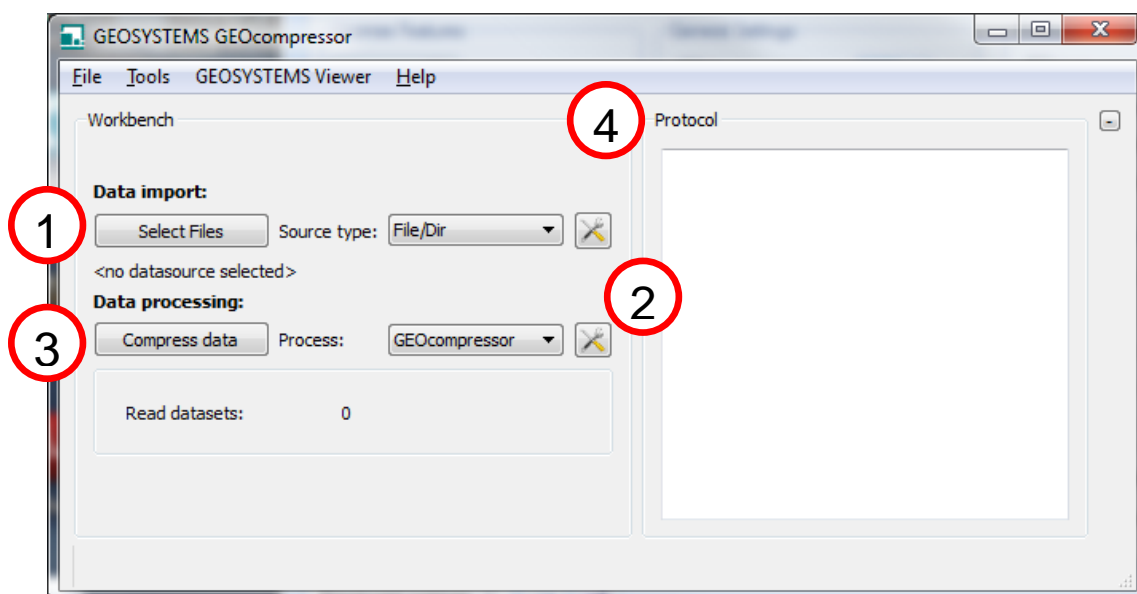 GEOSYSTEMS GEOcompressor
File Tools GEOSYSTEMS Viewer Help
Workbench
4
Protocol
-
Data import:
1
Select Files Source type: File/Dir
<no datasource selected>
2
Data processing:
3
Compress data Process: GEOcompressor
Read datasets: 0